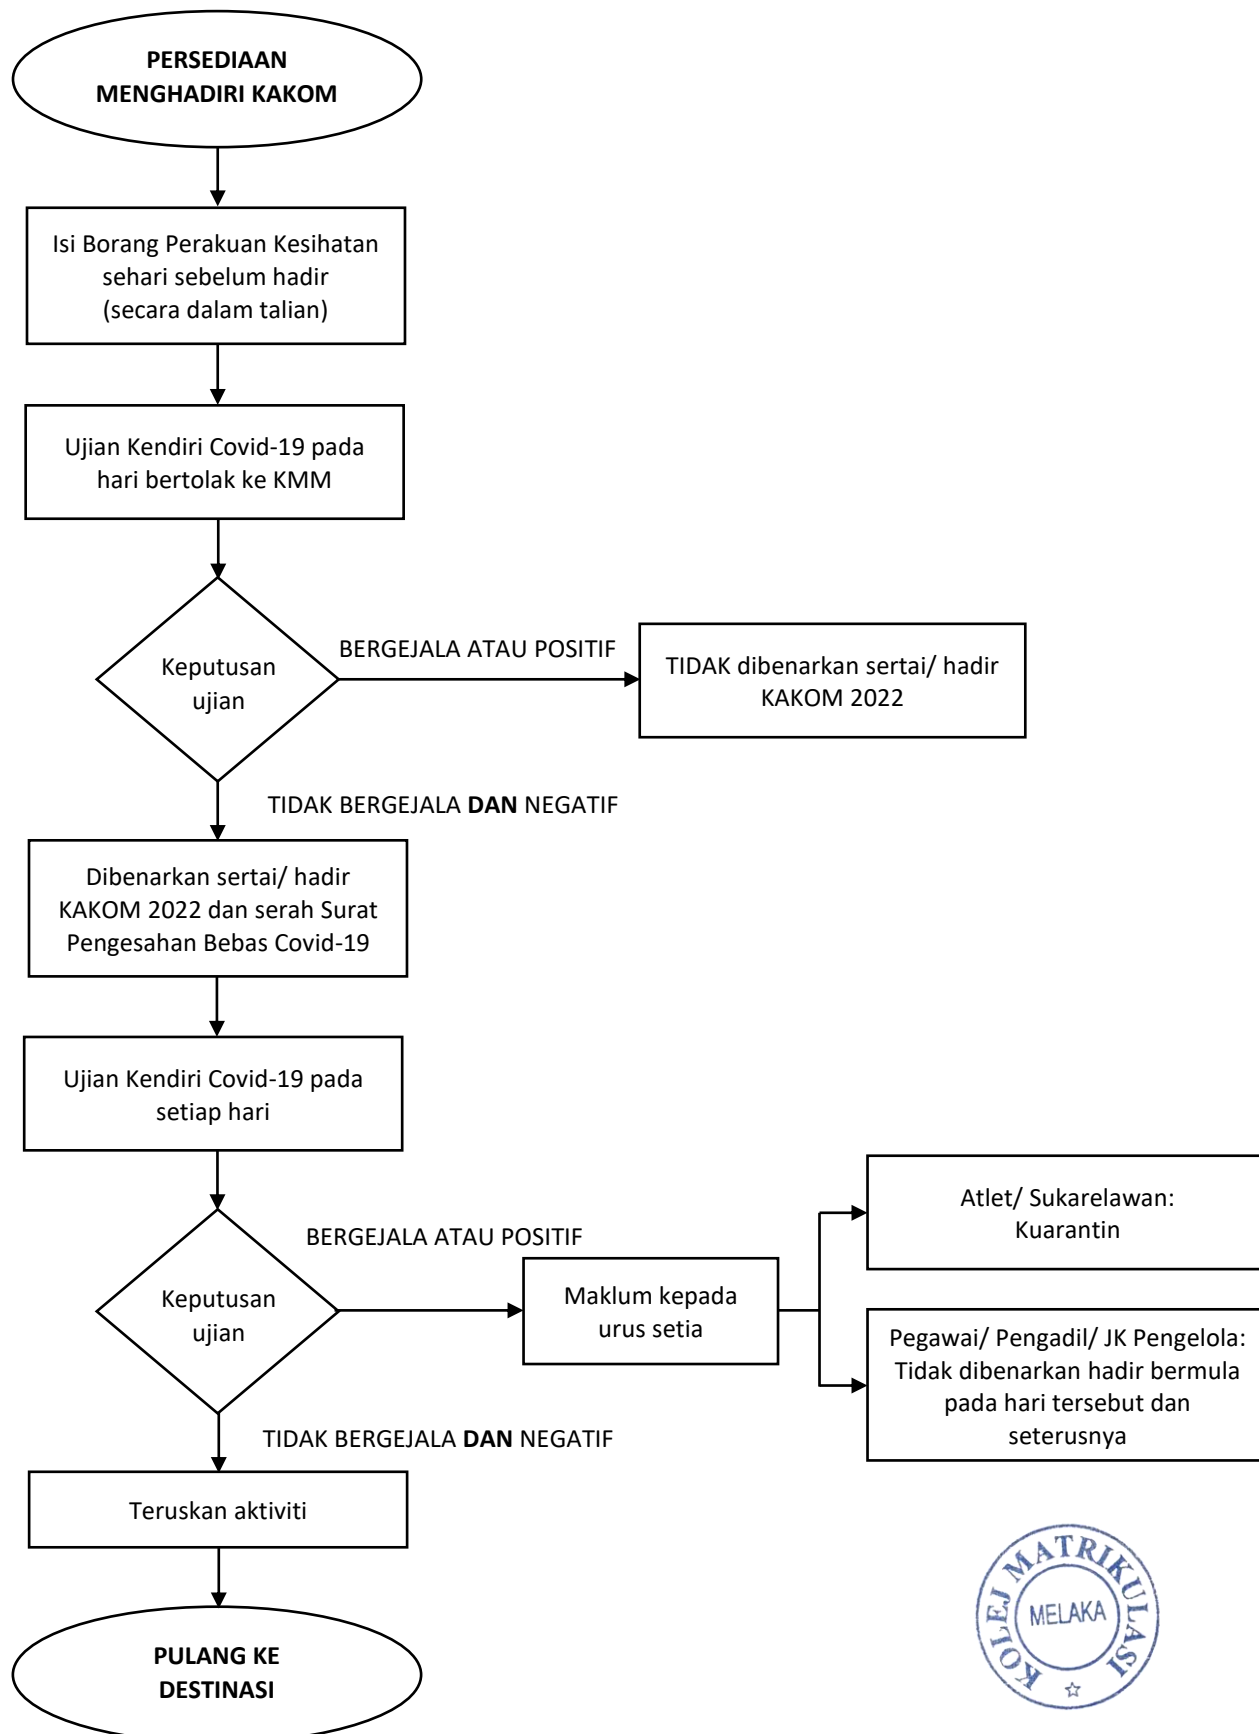 PERSEDIAAN
MENGHADIRI KAKOM
Isi Borang Perakuan Kesihatan
sehari sebelum hadir
(secara dalam talian)
Ujian Kendiri Covid-19 pada
hari bertolak ke KMM
Keputusan
ujian
BERGEJALA ATAU POSITIF
TIDAK dibenarkan sertai/ hadir
KAKOM 2022
TIDAK BERGEJALA DAN NEGATIF
Dibenarkan sertai/ hadir
KAKOM 2022 dan serah Surat
Pengesahan Bebas Covid-19
Ujian Kendiri Covid-19 pada
setiap hari
Keputusan
ujian
BERGEJALA ATAU POSITIF
Maklum kepada
urus setia
Atlet/ Sukarelawan:
Kuarantin
Pegawai/ Pengadil/ JK Pengelola:
Tidak dibenarkan hadir bermula
pada hari tersebut dan
seterusnya
TIDAK BERGEJALA DAN NEGATIF
Teruskan aktiviti
PULANG KE
DESTINASI
KOLEJ MATRIKULASI
MELAKA